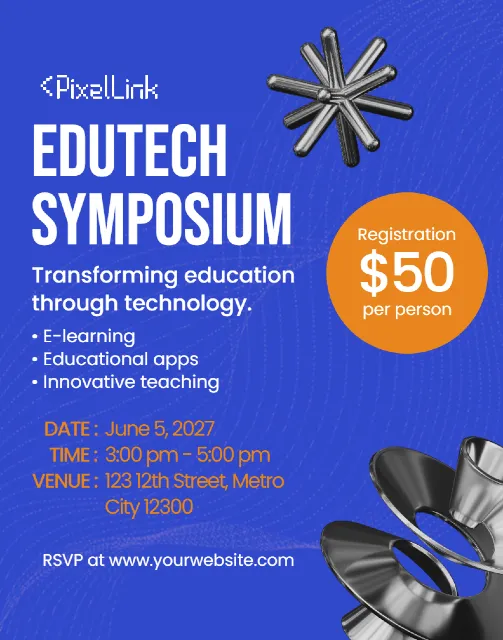 <PixelLink
EDUTECH
SYMPOSIUM
Transforming education
through technology.
• E-learning
• Educational apps
• Innovative teaching
Registration
$50
per person
DATE : June 5, 2027
TIME : 3:00 pm - 5:00 pm
VENUE : 123 12th Street, Metro
City 12300
RSVP at www.yourwebsite.com